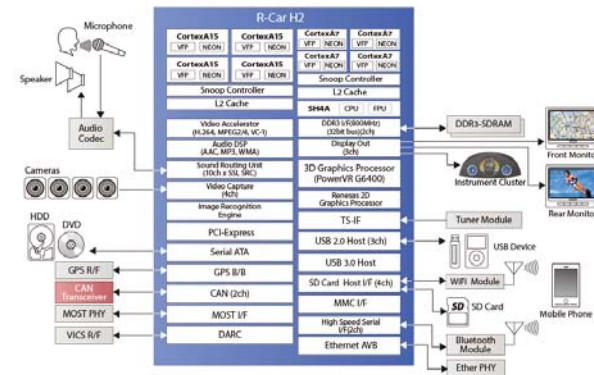 R-Car H2
Microphone
Speaker
Audio
Codec
Cameras
HDD
DVD
GPS R/F
CAN
Transceiver
MOST PHY
VICS R/F
CortexA15
VFP NEON
CortexA15
VFP NEON
CortexA15
VFP NEON
CortexA15
VFP NEON
Snoop Controller
L2 Cache
CortexA7
VFP NEON
CortexA7
VFP NEON
CortexA7
VFP NEON
CortexA7
VFP NEON
Snoop Controller
L2 Cache
SH4A CPU FPU
Video Accelerator
(H.264, MPEG2/4, VC-1)
Audio DSP
(AAC, MP3, WMA)
Sound Routing Unit
(10ch x SSI, SRC)
Video Capture
(4ch)
Image Recognition
Engine
PCI-Express
Serial ATA
GPS B/B
CAN (2ch)
MOST I/F
DARC
DDR3 I/F(800MHz)
(32bit bus)(2ch)
Display Out
(3ch)
3D Graphics Processor
(PowerVR G6400)
Renesas 2D
Graphics Processor
TS-IF
USB 2.0 Host (3ch)
USB 3.0 Host
SD Card Host I/F (4ch)
MMC I/F
High Speed Serial
I/F(2ch)
Ethernet AVB
DDR3-SDRAM
Front Monitor
Instrument Cluster
Rear Monitor
Tuner Module
USB Device
WiFi Module
SD
SD Card
Mobile Phone
Bluetooth
Module
Ether PHY